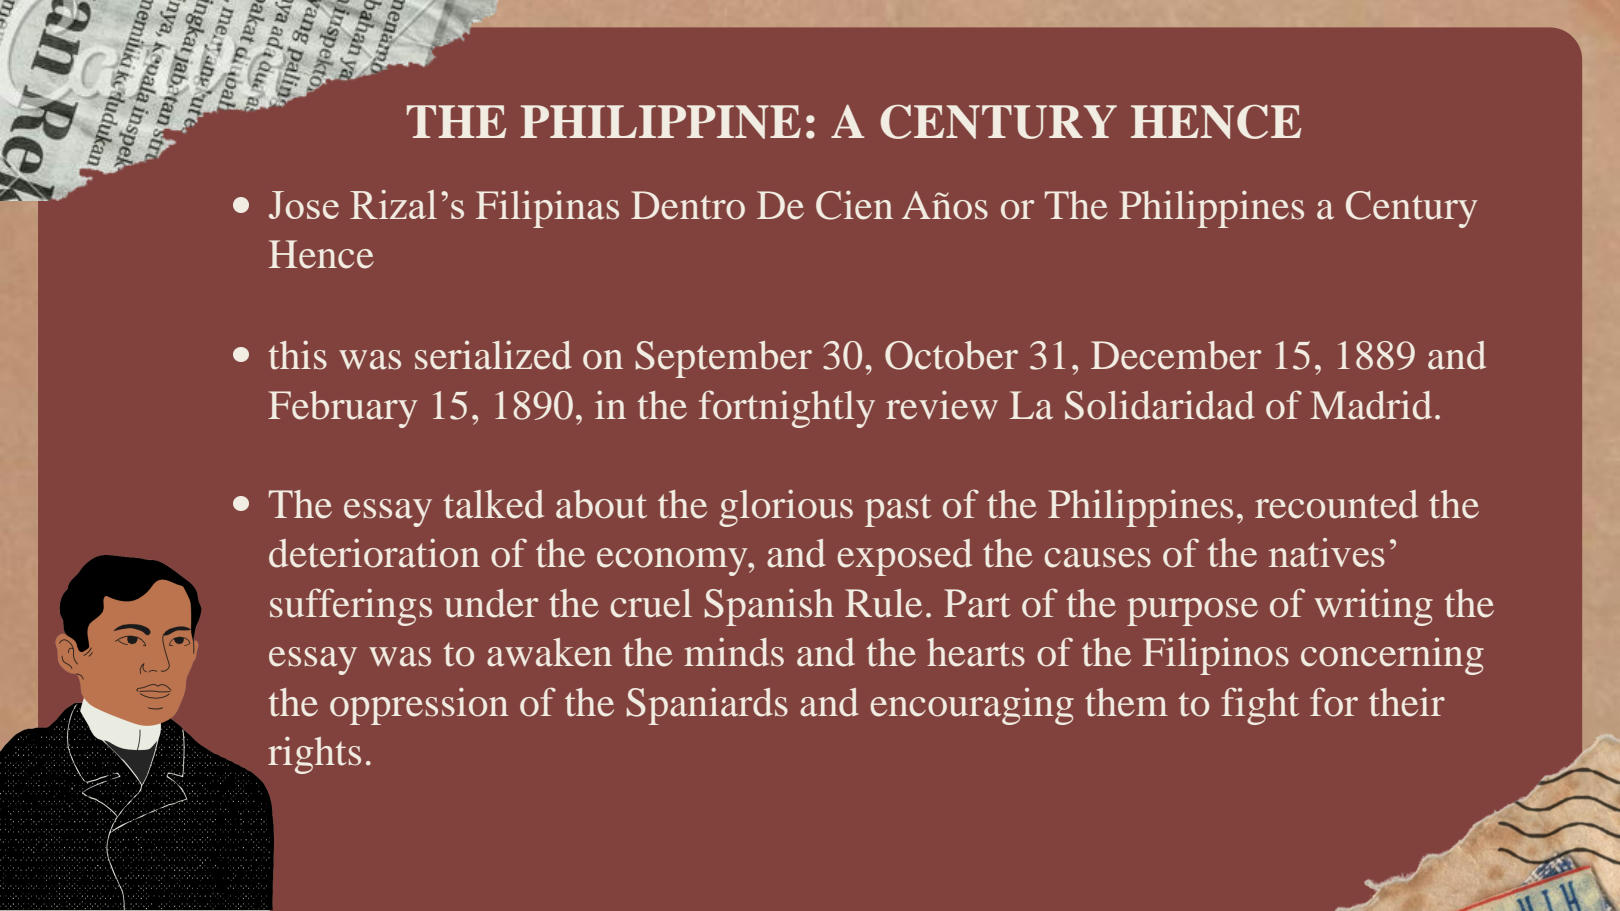 Canva
an Rek
THE PHILIPPINE: A CENTURY HENCE
• Jose Rizal’s Filipinas Dentro De Cien Años or The Philippines a Century
Hence
• this was serialized on September 30, October 31, December 15, 1889 and
February 15, 1890, in the fortnightly review La Solidaridad of Madrid.
• The essay talked about the glorious past of the Philippines, recounted the
deterioration of the economy, and exposed the causes of the natives’
sufferings under the cruel Spanish Rule. Part of the purpose of writing the
essay was to awaken the minds and the hearts of the Filipinos concerning
the oppression of the Spaniards and encouraging them to fight for their
rights.